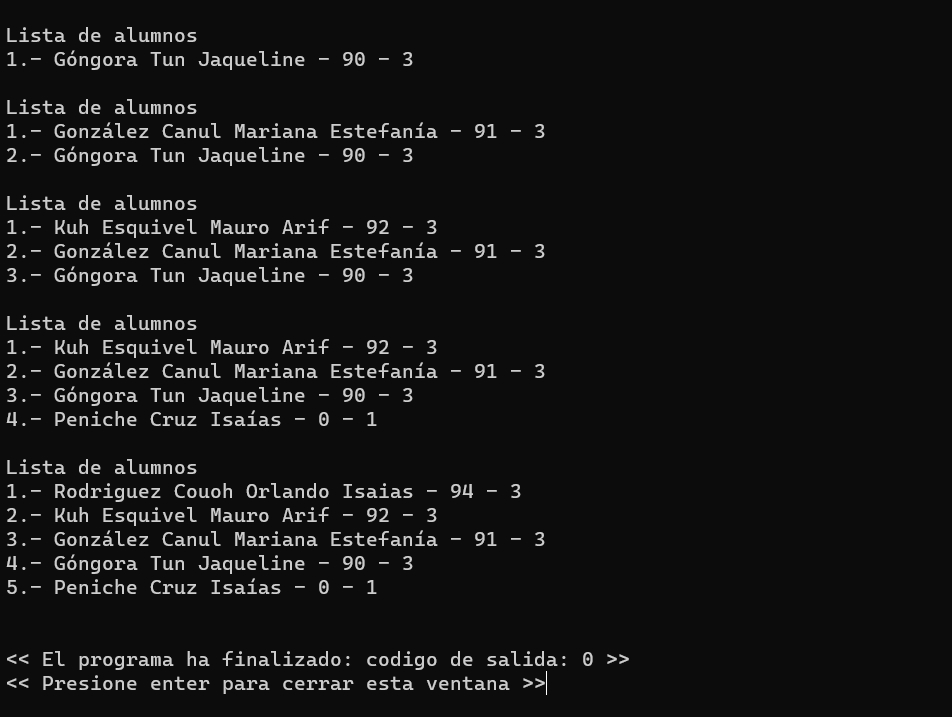 Lista de alumnos
1.- Góngora Tun Jaqueline - 90 - 3
Lista de alumnos
1.- González Canul Mariana Estefanía - 91 - 3
2.- Góngora Tun Jaqueline - 90 - 3
Lista de alumnos
1.- Kuh Esquivel Mauro Arif - 92 - 3
2.- González Canul Mariana Estefanía - 91 - 3
3.- Góngora Tun Jaqueline - 90 - 3
Lista de alumnos
1.- Kuh Esquivel Mauro Arif - 92 - 3
2.- González Canul Mariana Estefanía - 91 - 3
3.- Góngora Tun Jaqueline - 90 - 3
4.- Peniche Cruz Isaías - 0 - 1
Lista de alumnos
1.- Rodriguez Couoh Orlando Isaias - 94 - 3
2.- Kuh Esquivel Mauro Arif - 92 - 3
3.- González Canul Mariana Estefanía - 91 - 3
4.- Góngora Tun Jaqueline - 90 - 3
5.- Peniche Cruz Isaías - 0 - 1
<< El programa ha finalizado: codigo de salida: 0 >>
<< Presione enter para cerrar esta ventana >>